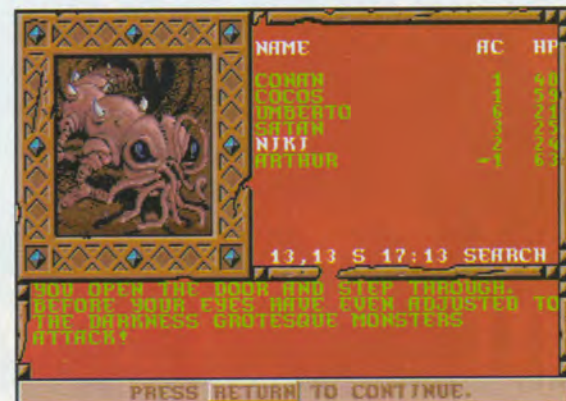 NAME AC HP
CONAN 1 40
COCOS 1 59
UMBERTO 6 21
SATAN 3 25
NIKI 2 24
ARTHUR -1 63
13,13 S 17:13 SEARCH
YOU OPEN THE DOOR AND STEP THROUGH.
BEFORE YOUR EYES HAVE EVEN ADJUSTED TO
THE DARKNESS GROTESQUE MONSTERS
ATTACK!
PRESS RETURN TO CONTINUE.